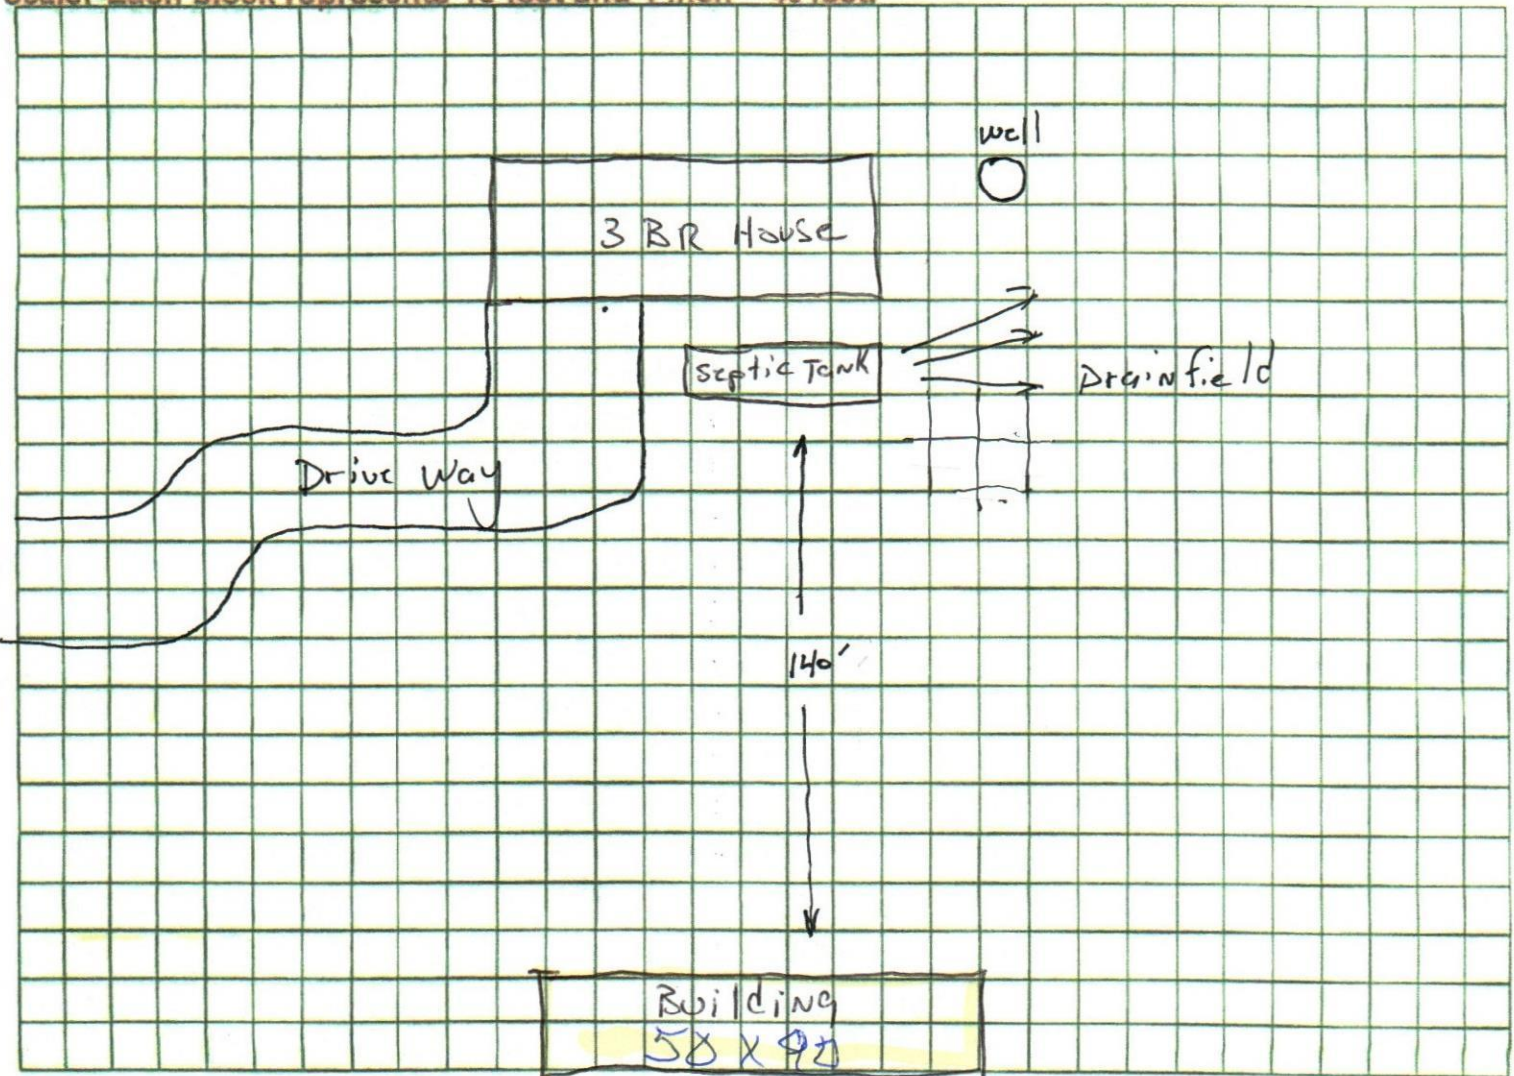 well
3 BR House
Septic Tank
Drainfield
Drive Way
140'
Building
50 X 90